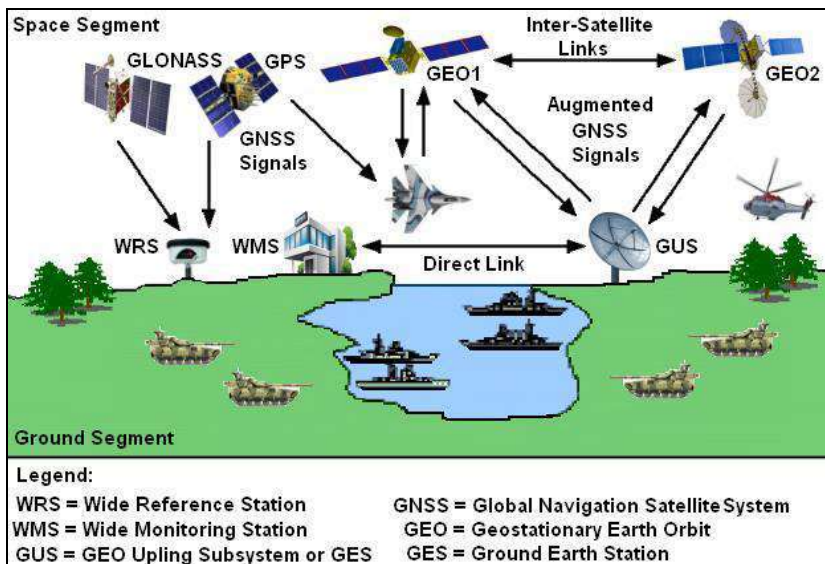 Space Segment
GLONASS
GPS
GEO1
Inter-Satellite
Links
GEO2
GNSS
Signals
Augmented
GNSS
Signals
WRS
WMS
Direct Link
GUS
Ground Segment
Legend:
WRS = Wide Reference Station
WMS = Wide Monitoring Station
GUS = GEO Upling Subsystem or GES
GNSS = Global Navigation Satellite System
GEO = Geostationary Earth Orbit
GES = Ground Earth Station